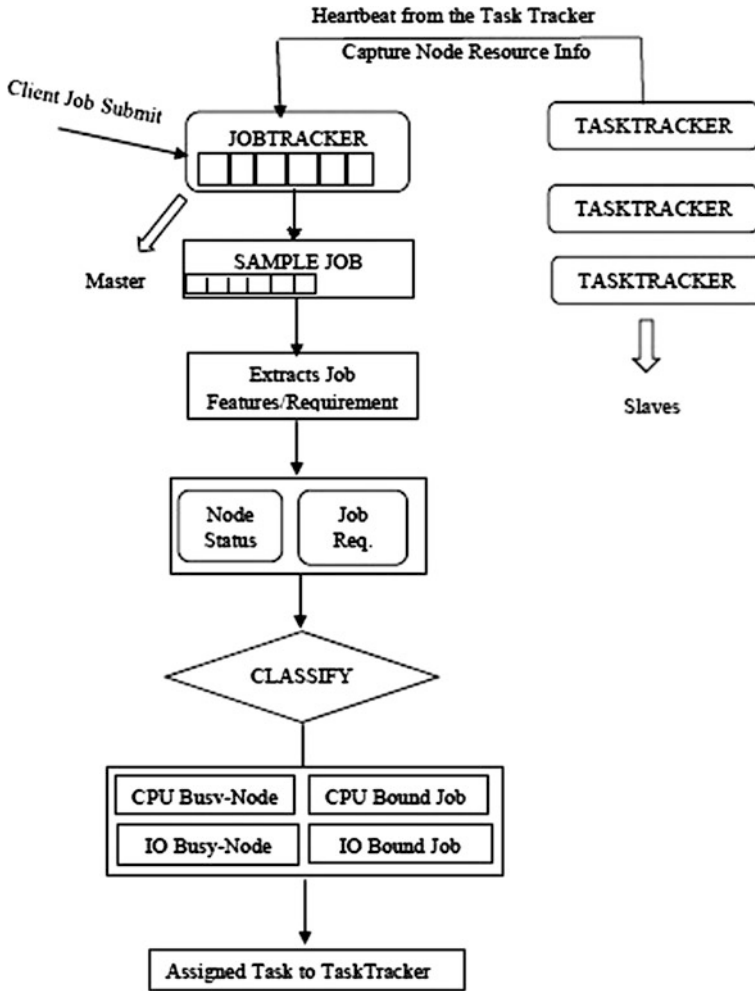 Heartbeat from the Task Tracker
Capture Node Resource Info
Client Job Submit
JOBTRACKER
TASKTRACKER
TASKTRACKER
TASKTRACKER
Master
SAMPLE JOB
Slaves
Extracts Job
Features/Requirement
Node
Status
Job
Req.
CLASSIFY
CPU Busv-Node
CPU Bound Job
IO Busy-Node
IO Bound Job
Assigned Task to TaskTracker